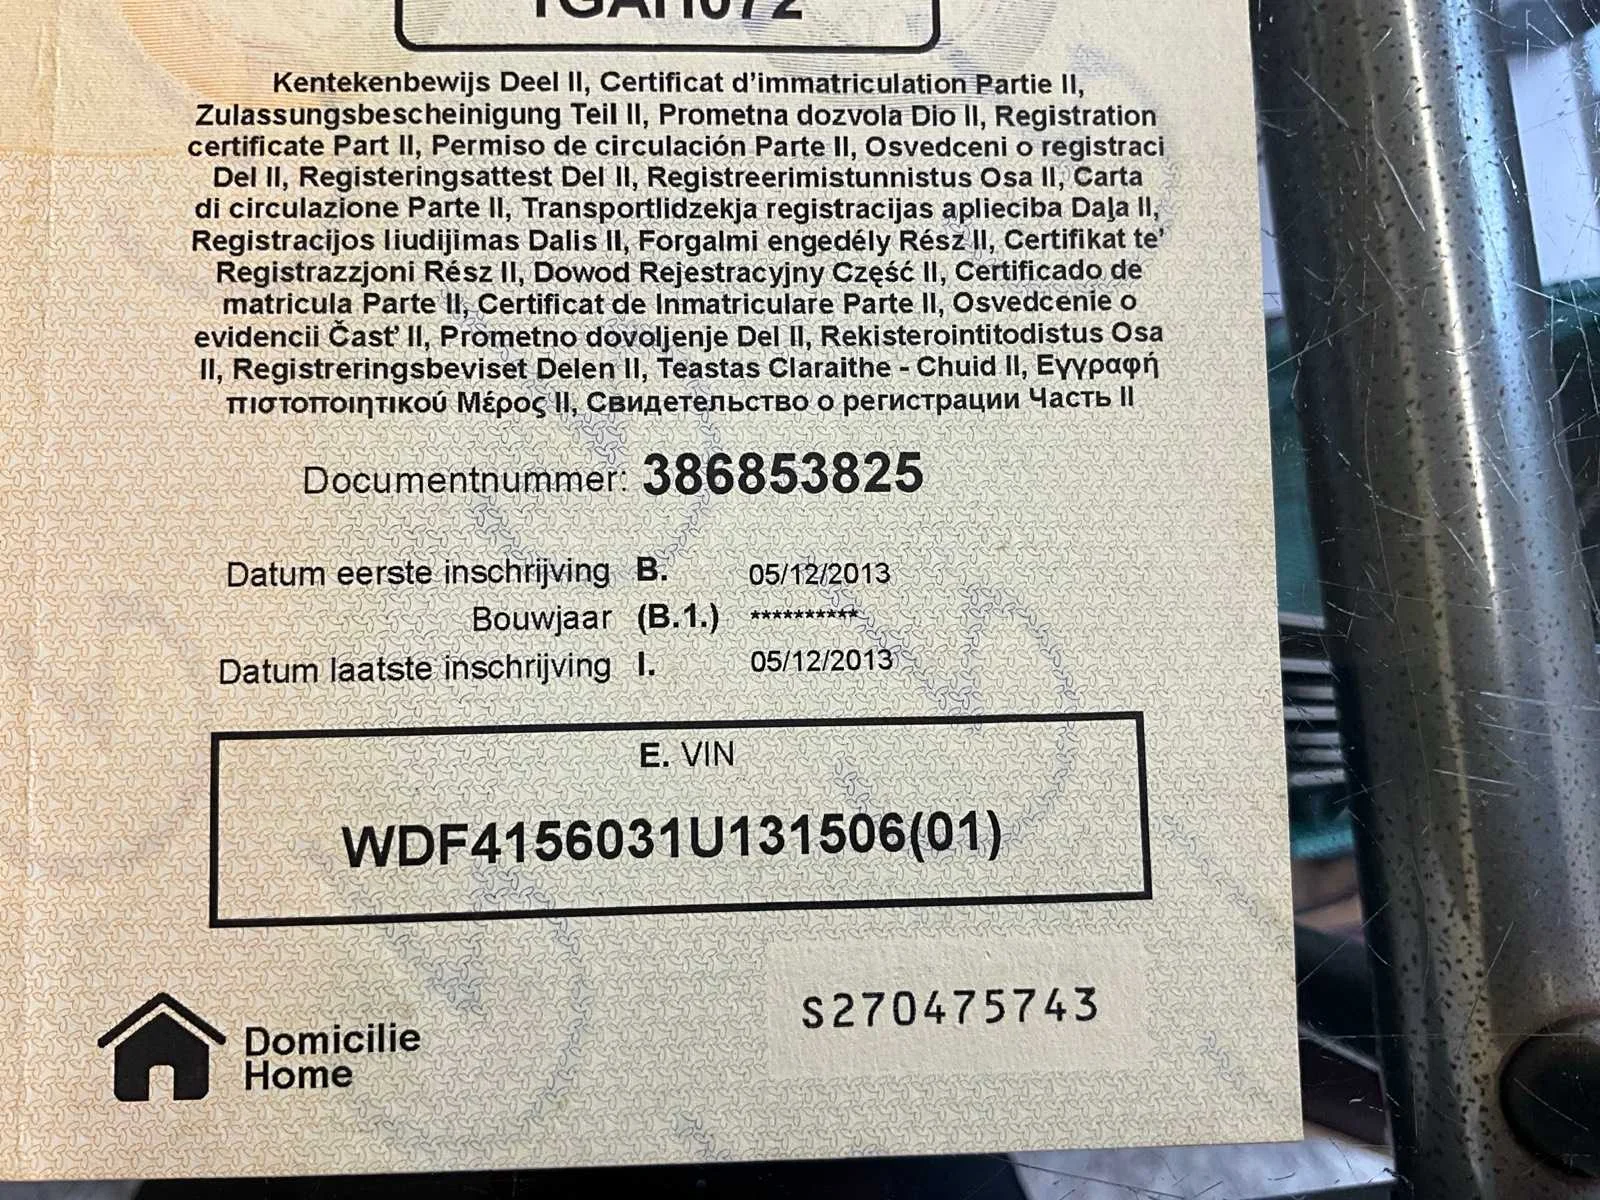 1GAH072
Kentekenbewijs Deel II, Certificat d'immatriculation Partie II,
Zulassungsbescheinigung Teil II, Prometna dozvola Dio II, Registration
certificate Part II, Permiso de circulación Parte II, Osvedceni o registraci
Del II, Registeringsattest Del II, Registreerimistunnistus Osa II, Carta
di circulazione Parte II, Transportlidzekja registracijas aplieciba Daļa II,
Registracijos liudijimas Dalis II, Forgalmi engedély Rész II, Certifikat te'
Registrazzjoni Rész II, Dowod Rejestracyjny Część II, Certificado de
matricula Parte II, Certificat de Inmatriculare Parte II, Osvedcenie o
evidencii Čast' II, Prometno dovoljenje Del II, Rekisterointitodistus Osa
II, Registreringsbeviset Delen II, Teastas Claraithe - Chuid II, Εγγραφή
πιστοποιητικού Μέρος II, Свидетельство о регистрации Часть II
Documentnummer: 386853825
Datum eerste inschrijving B. 05/12/2013
Bouwjaar (B.1.) **********
Datum laatste inschrijving I. 05/12/2013
E. VIN
WDF4156031U131506(01)
S270475743
Domicilie
Home